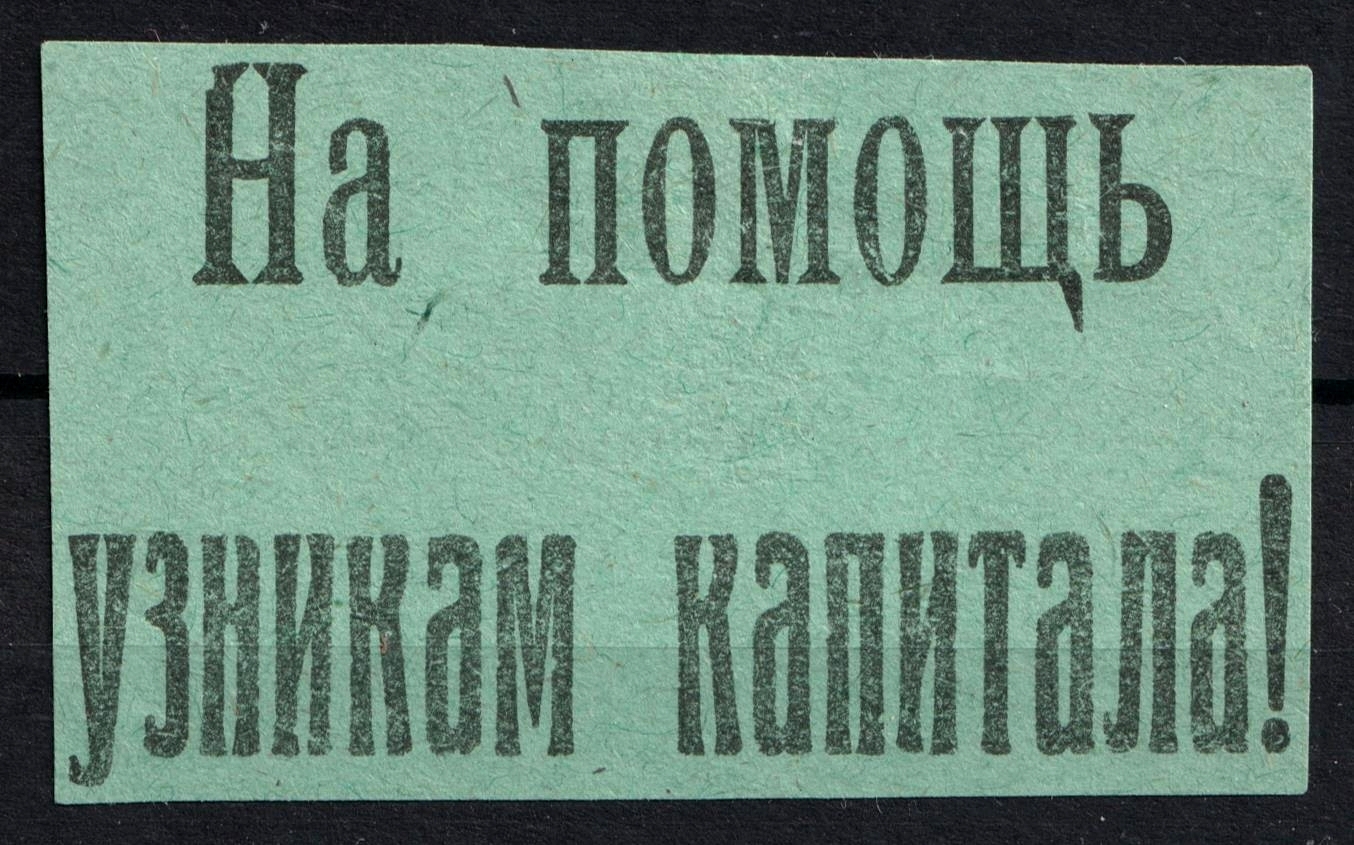 На помощь
узникам капитала!